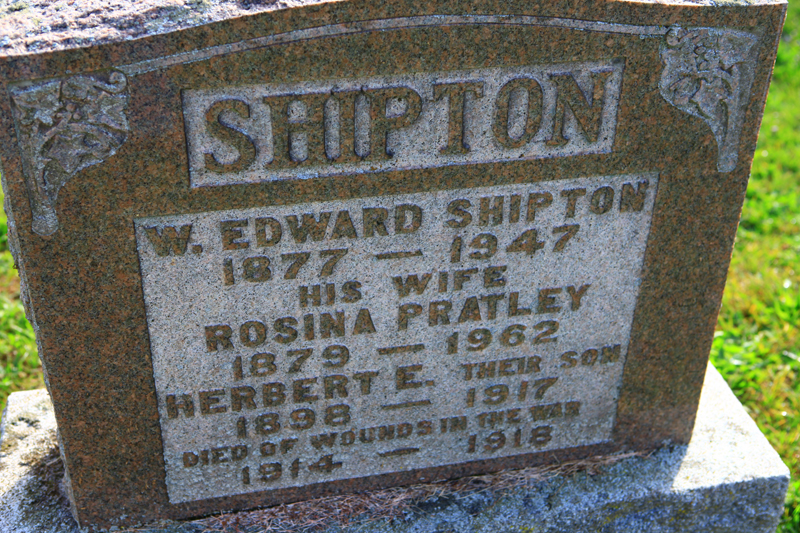 SHIPTON
W. EDWARD SHIPTON
1877 — 1947
HIS WIFE
ROSINA PRATLEY
1879 — 1962
HERBERT E. THEIR SON
1898 — 1917
DIED OF WOUNDS IN THE WAR
1914 — 1918